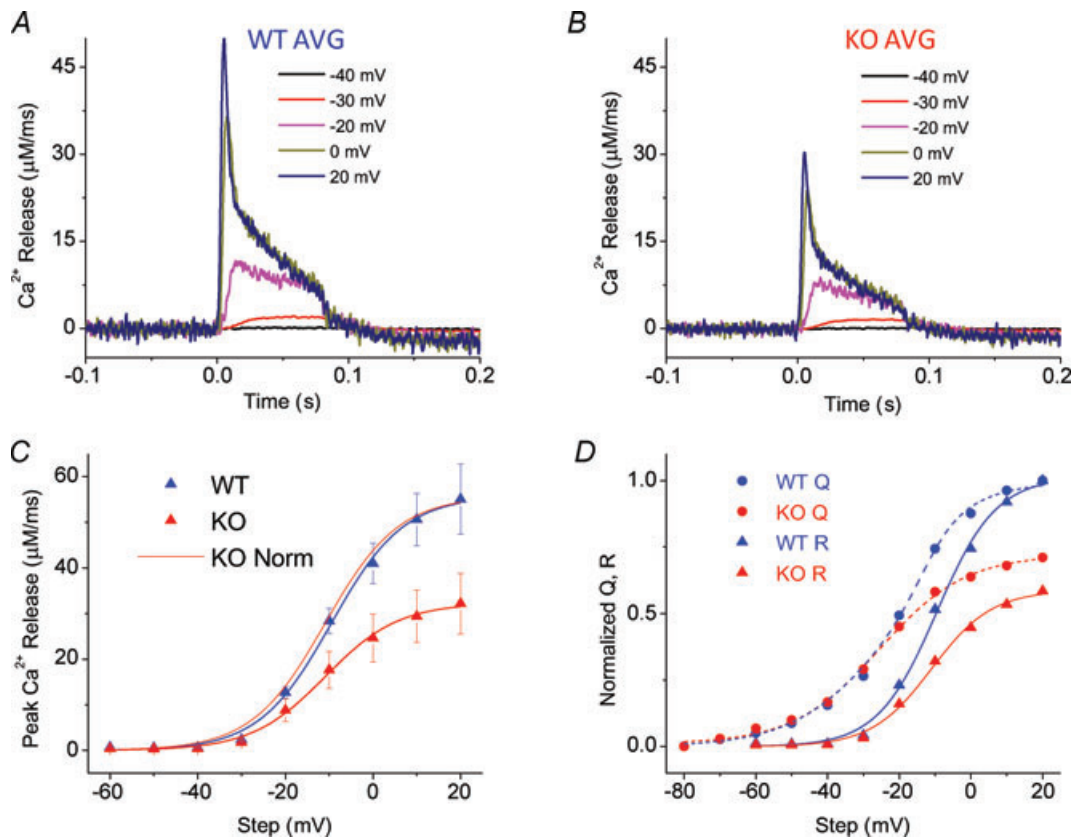 A
WT AVG
-40 mV
-30 mV
-20 mV
0 mV
20 mV
Ca²⁺ Release (µM/ms)
45
30
15
0
-0.1
0.0
0.1
0.2
Time (s)
B
KO AVG
-40 mV
-30 mV
-20 mV
0 mV
20 mV
Ca²⁺ Release (µM/ms)
45
30
15
0
-0.1
0.0
0.1
0.2
Time (s)
C
WT
KO
KO Norm
Peak Ca²⁺ Release (µM/ms)
60
40
20
0
-60
-40
-20
0
20
Step (mV)
D
WT Q
KO Q
WT R
KO R
Normalized Q, R
1.0
0.5
0.0
-80
-60
-40
-20
0
20
Step (mV)